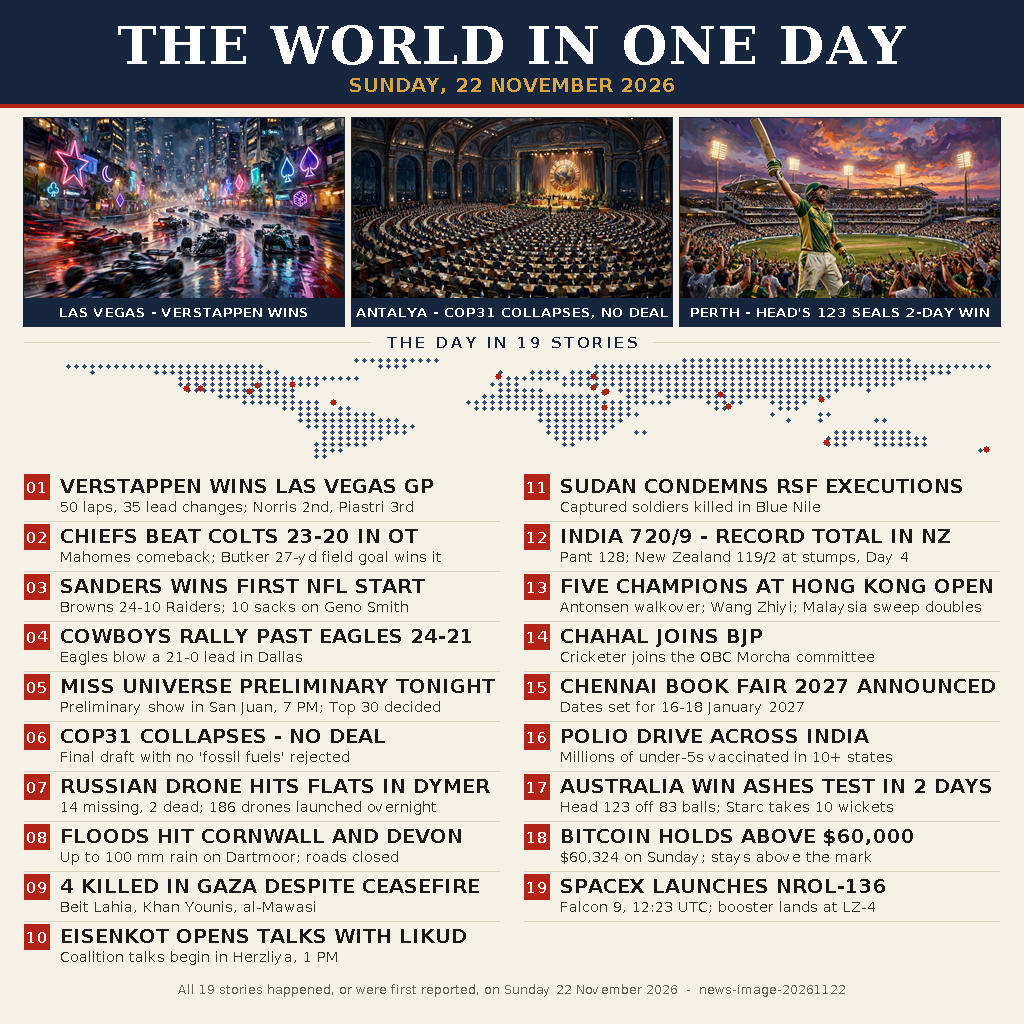 THE WORLD IN ONE DAY
SUNDAY, 22 NOVEMBER 2026
LAS VEGAS - VERSTAPPEN WINS
ANTALYA - COP31 COLLAPSES, NO DEAL
PERTH - HEAD'S 123 SEALS 2-DAY WIN
THE DAY IN 19 STORIES
01 VERSTAPPEN WINS LAS VEGAS GP
50 laps, 35 lead changes; Norris 2nd, Piastri 3rd
02 CHIEFS BEAT COLTS 23-20 IN OT
Mahomes comeback; Butker 27-yd field goal wins it
03 SANDERS WINS FIRST NFL START
Browns 24-10 Raiders; 10 sacks on Geno Smith
04 COWBOYS RALLY PAST EAGLES 24-21
Eagles blow a 21-0 lead in Dallas
05 MISS UNIVERSE PRELIMINARY TONIGHT
Preliminary show in San Juan, 7 PM; Top 30 decided
06 COP31 COLLAPSES - NO DEAL
Final draft with no 'fossil fuels' rejected
07 RUSSIAN DRONE HITS FLATS IN DYMER
14 missing, 2 dead; 186 drones launched overnight
08 FLOODS HIT CORNWALL AND DEVON
Up to 100 mm rain on Dartmoor; roads closed
09 4 KILLED IN GAZA DESPITE CEASEFIRE
Beit Lahia, Khan Younis, al-Mawasi
10 EISENKOT OPENS TALKS WITH LIKUD
Coalition talks begin in Herzliya, 1 PM
11 SUDAN CONDEMNS RSF EXECUTIONS
Captured soldiers killed in Blue Nile
12 INDIA 720/9 - RECORD TOTAL IN NZ
Pant 128; New Zealand 119/2 at stumps, Day 4
13 FIVE CHAMPIONS AT HONG KONG OPEN
Antonsen walkover; Wang Zhiyi; Malaysia sweep doubles
14 CHAHAL JOINS BJP
Cricketer joins the OBC Morcha committee
15 CHENNAI BOOK FAIR 2027 ANNOUNCED
Dates set for 16-18 January 2027
16 POLIO DRIVE ACROSS INDIA
Millions of under-5s vaccinated in 10+ states
17 AUSTRALIA WIN ASHES TEST IN 2 DAYS
Head 123 off 83 balls; Starc takes 10 wickets
18 BITCOIN HOLDS ABOVE $60,000
$60,324 on Sunday; stays above the mark
19 SPACEX LAUNCHES NROL-136
Falcon 9, 12:23 UTC; booster lands at LZ-4
All 19 stories happened, or were first reported, on Sunday 22 November 2026 - news-image-20261122